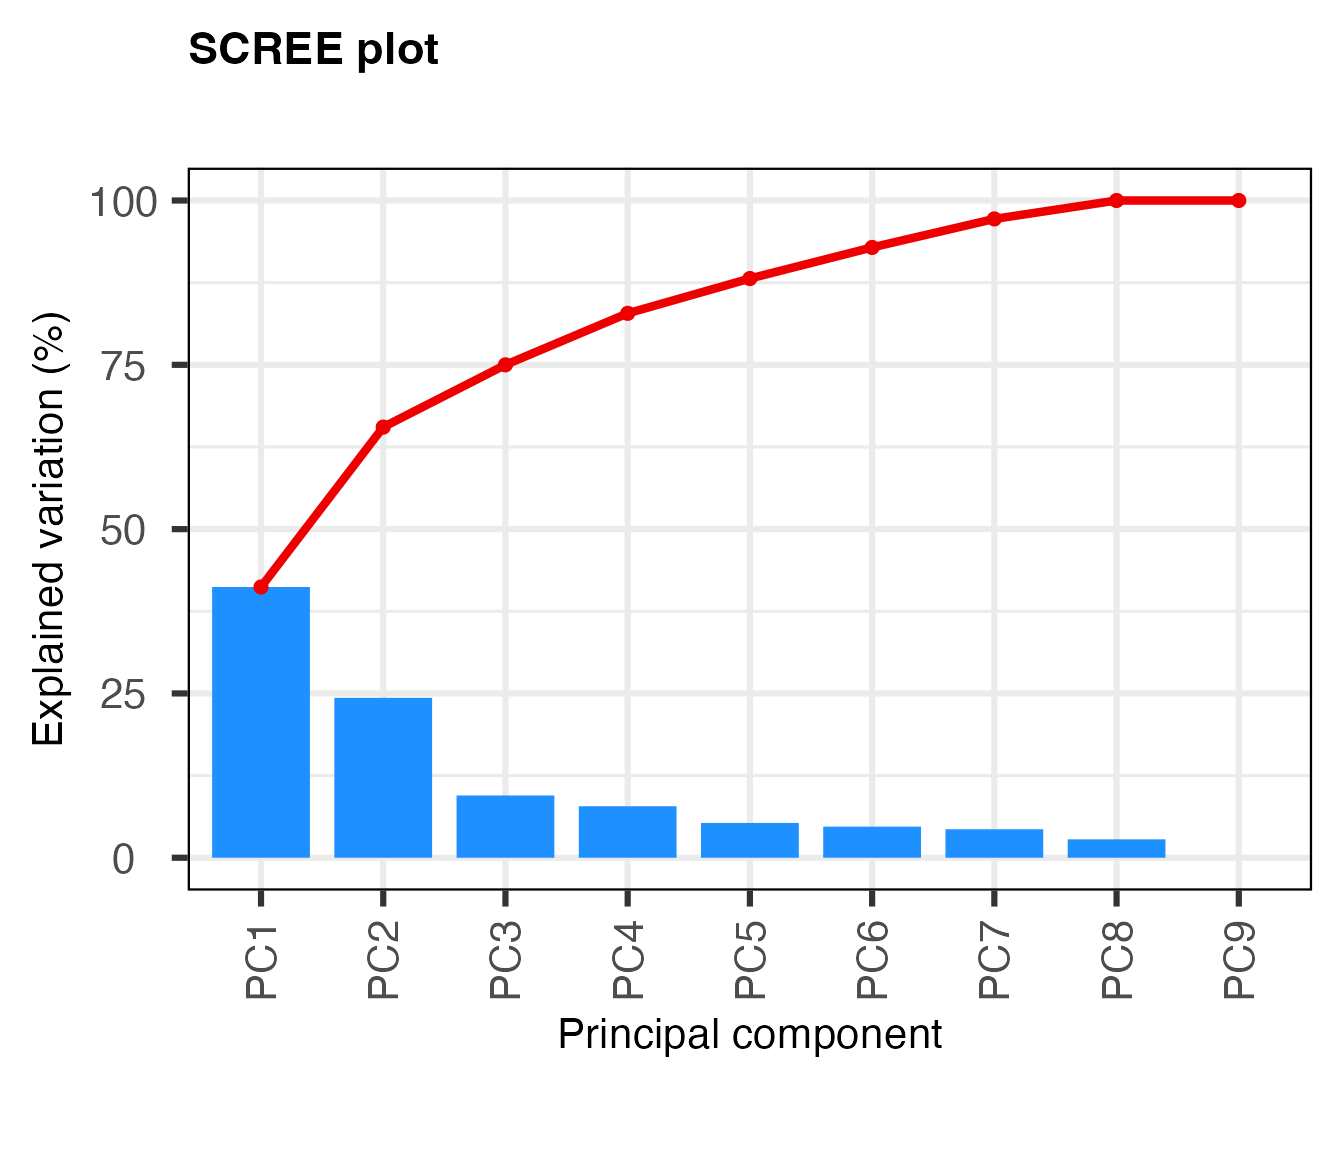 SCREE plot
Explained variation (%)
100
75
50
25
0
PC1
PC2
PC3
PC4
PC5
PC6
PC7
PC8
PC9
Principal component